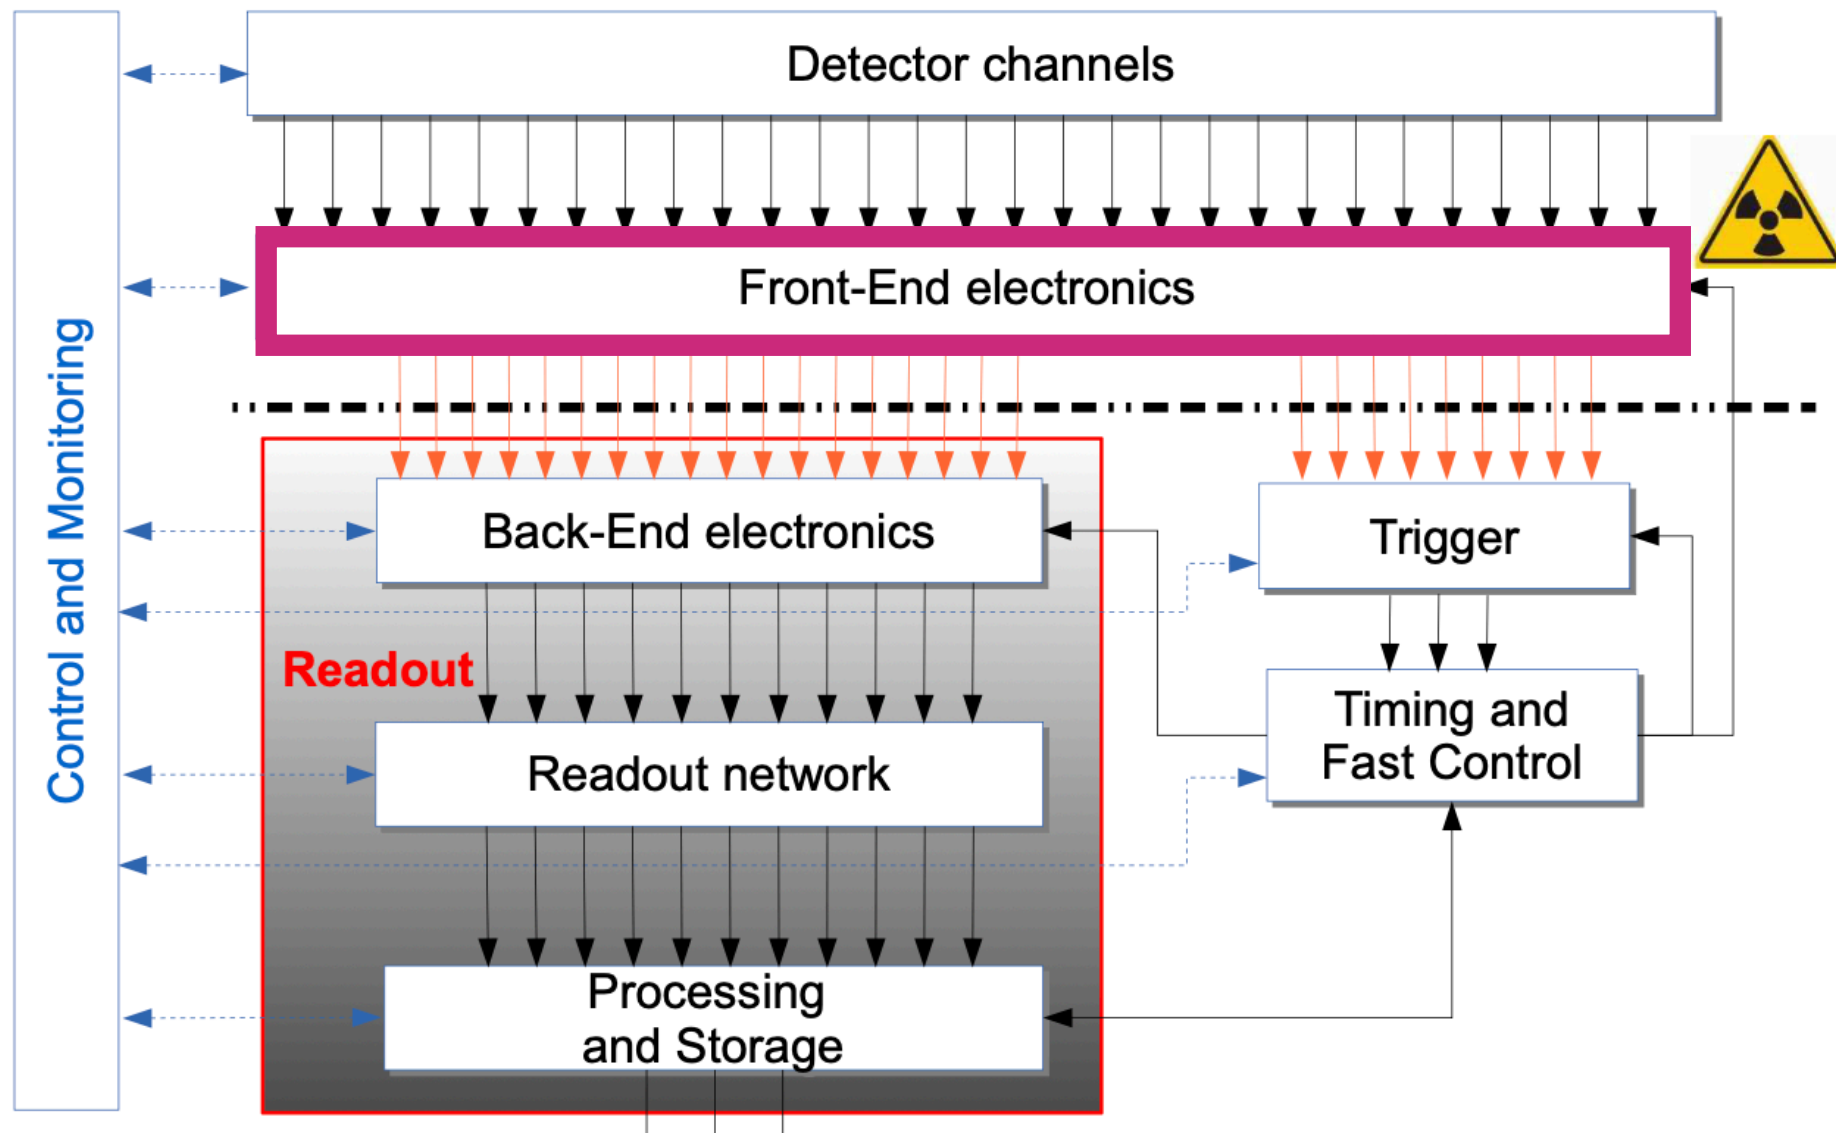 Detector channels
Front-End electronics
Control and Monitoring
Back-End electronics
Trigger
Readout
Timing and
Fast Control
Readout network
Processing
and Storage